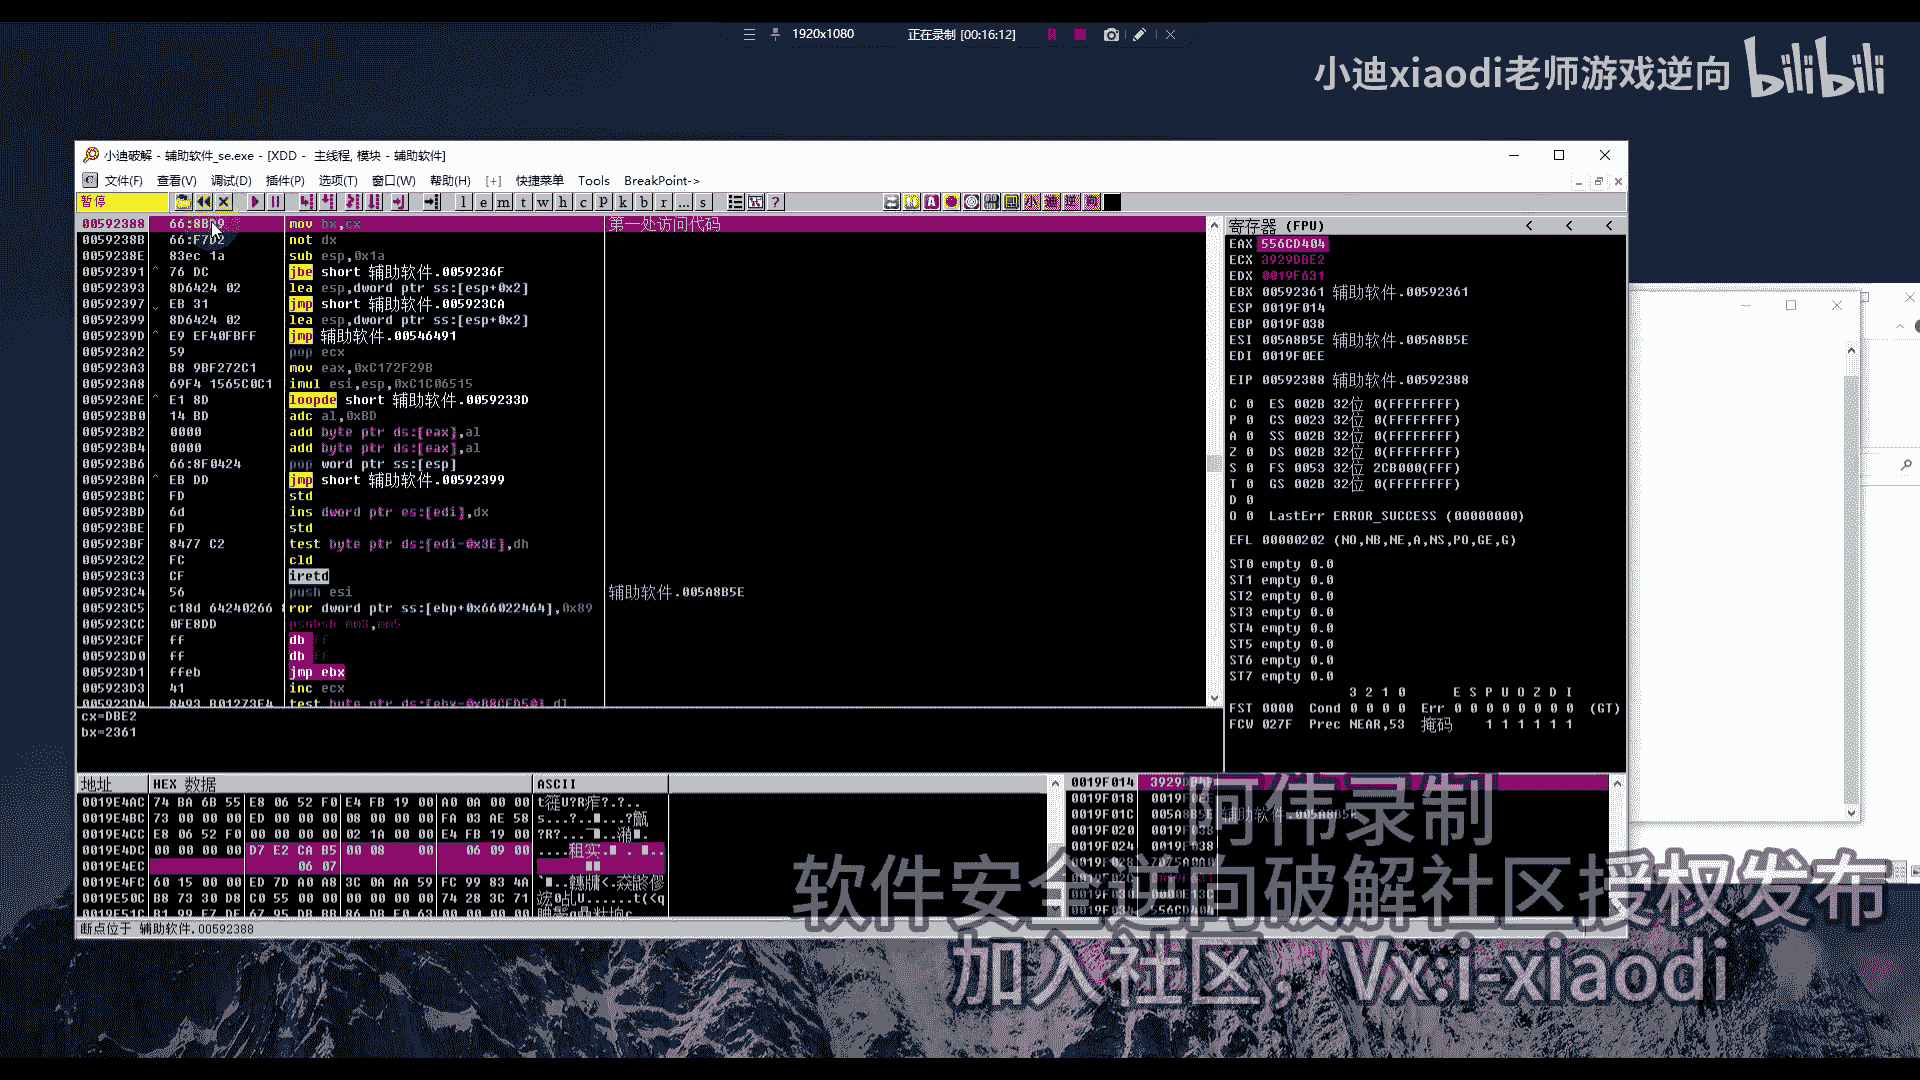 1920x1080 正在录制 [00:16:12]
小迪xiaodi老师游戏逆向 bilibili
小迪破解 - 辅助软件_se.exe - [XDD - 主线程, 模块 - 辅助软件]
文件(F) 查看(V) 调试(D) 插件(P) 选项(T) 窗口(W) 帮助(H) [+] 快捷菜单 Tools BreakPoint->
暂停 l e m t w h c P k b r ... s ?
00592388 mov bx,cx 第一处访问代码
0059238B 66:F7D2 not dx
0059238E 83ec 1a sub esp,0x1a
00592391 76 DC jbe short 辅助软件.0059236F
00592393 8D6424 02 lea esp,dword ptr ss:[esp+0x2]
00592397 EB 31 jmp short 辅助软件.005923CA
00592399 8D6424 02 lea esp,dword ptr ss:[esp+0x2]
0059239D E9 EF40FBFF jmp 辅助软件.00546491
005923A2 59 pop ecx
005923A3 B8 9BF272C1 mov eax,0xC172F29B
005923A8 69F4 1565C0C1 imul esi,esp,0xC1C06515
005923AE E1 8D loopde short 辅助软件.0059233D
005923B0 14 BD adc al,0xBD
005923B2 0000 add byte ptr ds:[eax],al
005923B4 0000 add byte ptr ds:[eax],al
005923B6 66:8F0424 pop word ptr ss:[esp]
005923BA EB DD jmp short 辅助软件.00592399
005923BC FD std
005923BD 6d ins dword ptr es:[edi],dx
005923BE FD std
005923BF 8477 C2 test byte ptr ds:[edi-0x3E],dh
005923C2 FC cld
005923C3 CF iretd
005923C4 56 push esi 辅助软件.005A8B5E
005923C5 c18d 64240266 ror dword ptr ss:[ebp+0x66022464],0x89
005923CC 0FE8DD psubsb mm3,mm5
005923CF ff db ff
005923D0 ff db ff
005923D1 ffeb jmp ebx
005923D3 41 inc ecx
cx=DBE2
bx=2361
寄存器 (FPU) < < <
EAX 556CD404
ECX 3929DBE2
EDX 0019F631
EBX 00592361 辅助软件.00592361
ESP 0019F014
EBP 0019F038
ESI 005A8B5E 辅助软件.005A8B5E
EDI 0019F0EE
EIP 00592388 辅助软件.00592388
C 0 ES 002B 32位 0(FFFFFFFF)
P 0 CS 0023 32位 0(FFFFFFFF)
A 0 SS 002B 32位 0(FFFFFFFF)
Z 0 DS 002B 32位 0(FFFFFFFF)
S 0 FS 0053 32位 2CB000(FFF)
T 0 GS 002B 32位 0(FFFFFFFF)
D 0
O 0 LastErr ERROR_SUCCESS (00000000)
EFL 00000202 (NO,NB,NE,A,NS,PO,GE,G)
ST0 empty 0.0
ST1 empty 0.0
ST2 empty 0.0
ST3 empty 0.0
ST4 empty 0.0
ST5 empty 0.0
ST6 empty 0.0
ST7 empty 0.0
3 2 1 0 E S P U O Z D I
FST 0000 Cond 0 0 0 0 Err 0 0 0 0 0 0 0 0 (GT)
FCW 027F Prec NEAR,53 掩码 1 1 1 1 1 1
地址 HEX 数据 ASCII
0019E4AC 74 BA 6B 55 E8 06 52 F0 E4 FB 19 00 A0 0A 00 00
0019E4BC 73 00 00 00 ED 00 00 00 08 00 00 00 FA 03 AE 58
0019E4CC E8 06 52 F0 00 00 00 00 02 1A 00 00 E4 FB 19 00
0019E4DC 00 00 00 00 D7 E2 CA B5 00 08 00 06 09 00
0019E4EC 06 07
0019E4FC 60 15 00 00 ED 7D A0 A8 3C 0A AA 59 FC 99 83 4A
0019E50C B8 73 30 D8 C0 55 00 00 00 00 00 00 74 28 3C 71
0019F014
0019F018
0019F01C 005A8B5E
0019F020
0019F024
断点位于 辅助软件.00592388
阿伟录制
软件安全逆向破解社区授权发布
加入社区，Vx:i-xiaodi